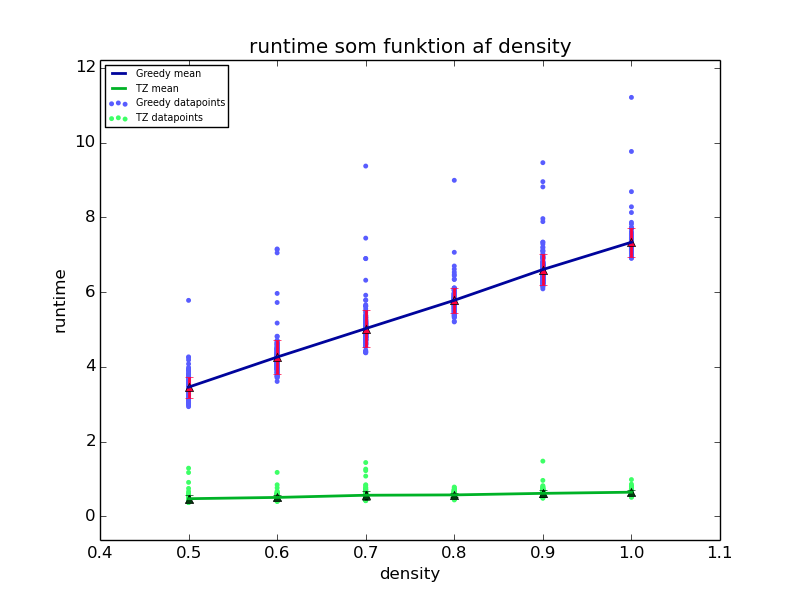 runtime som funktion af density
Greedy mean
TZ mean
Greedy datapoints
TZ datapoints
12
10
8
6
4
2
0
runtime
0.4 0.5 0.6 0.7 0.8 0.9 1.0 1.1
density